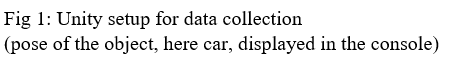 Fig 1: Unity setup for data collection
(pose of the object, here car, displayed in the console)